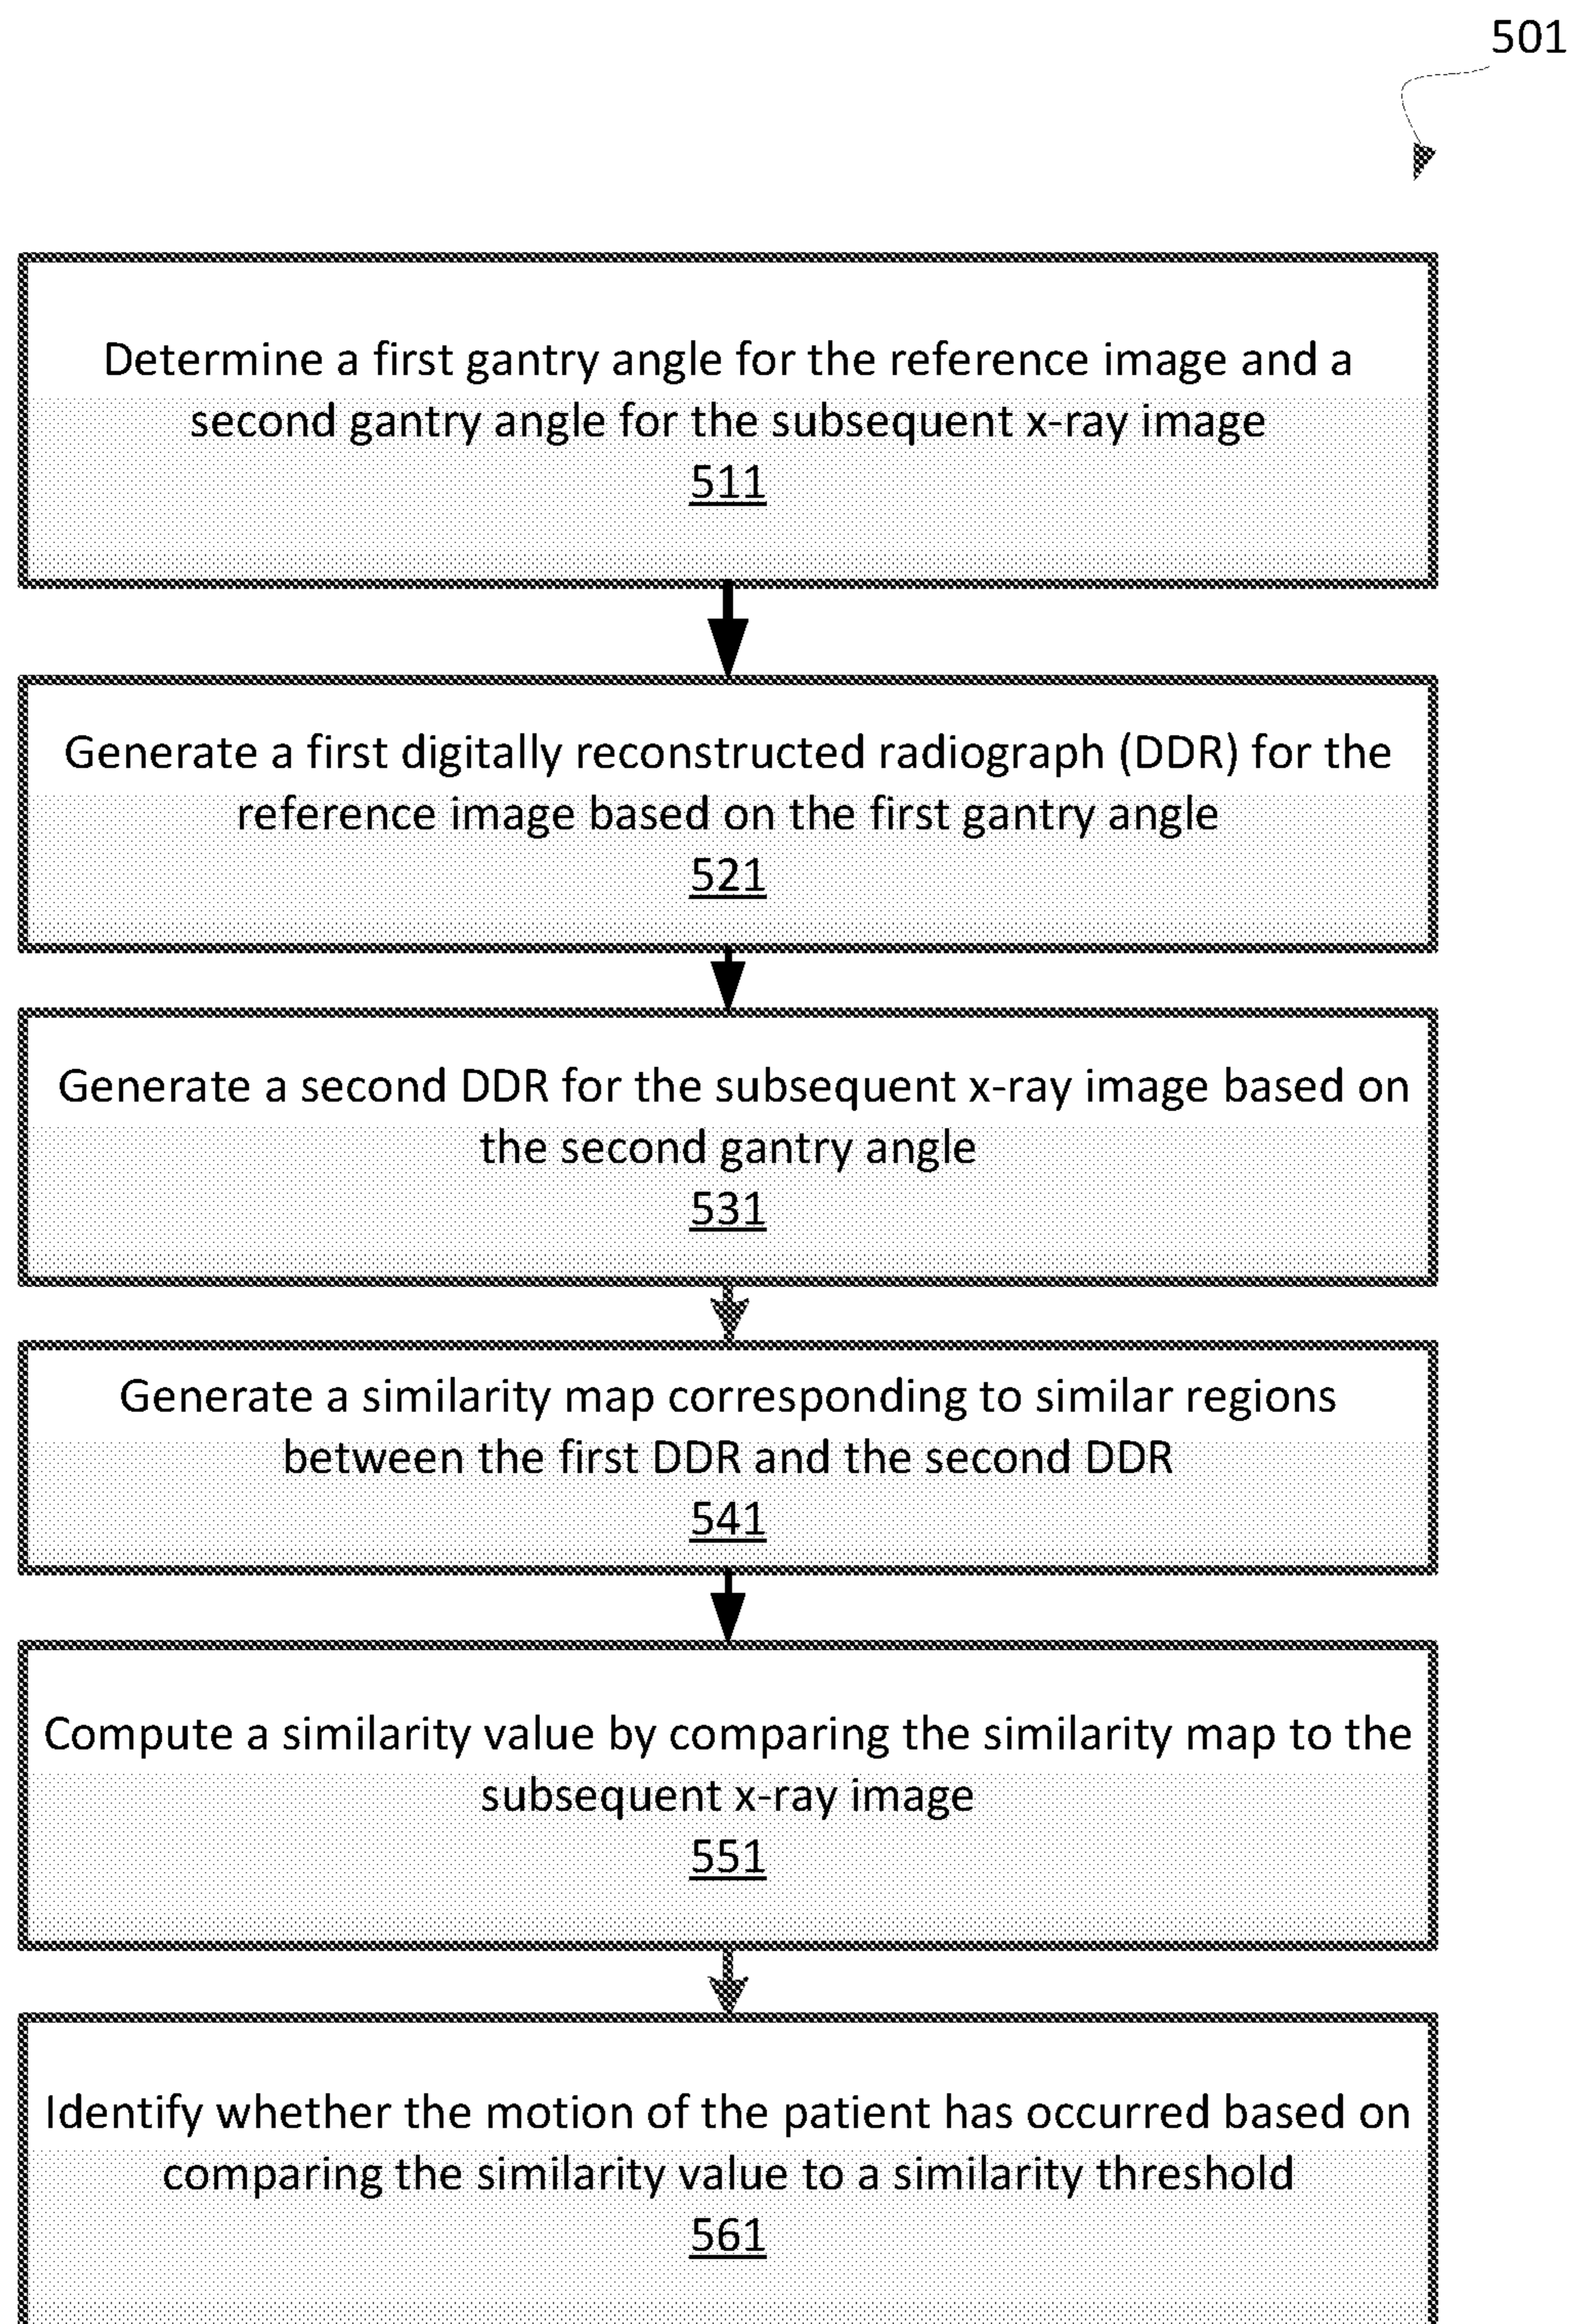 501
Determine a first gantry angle for the reference image and a
second gantry angle for the subsequent x-ray image
511
Generate a first digitally reconstructed radiograph (DDR) for the
reference image based on the first gantry angle
521
Generate a second DDR for the subsequent x-ray image based on
the second gantry angle
531
Generate a similarity map corresponding to similar regions
between the first DDR and the second DDR
541
Compute a similarity value by comparing the similarity map to the
subsequent x-ray image
551
Identify whether the motion of the patient has occurred based on
comparing the similarity value to a similarity threshold
561